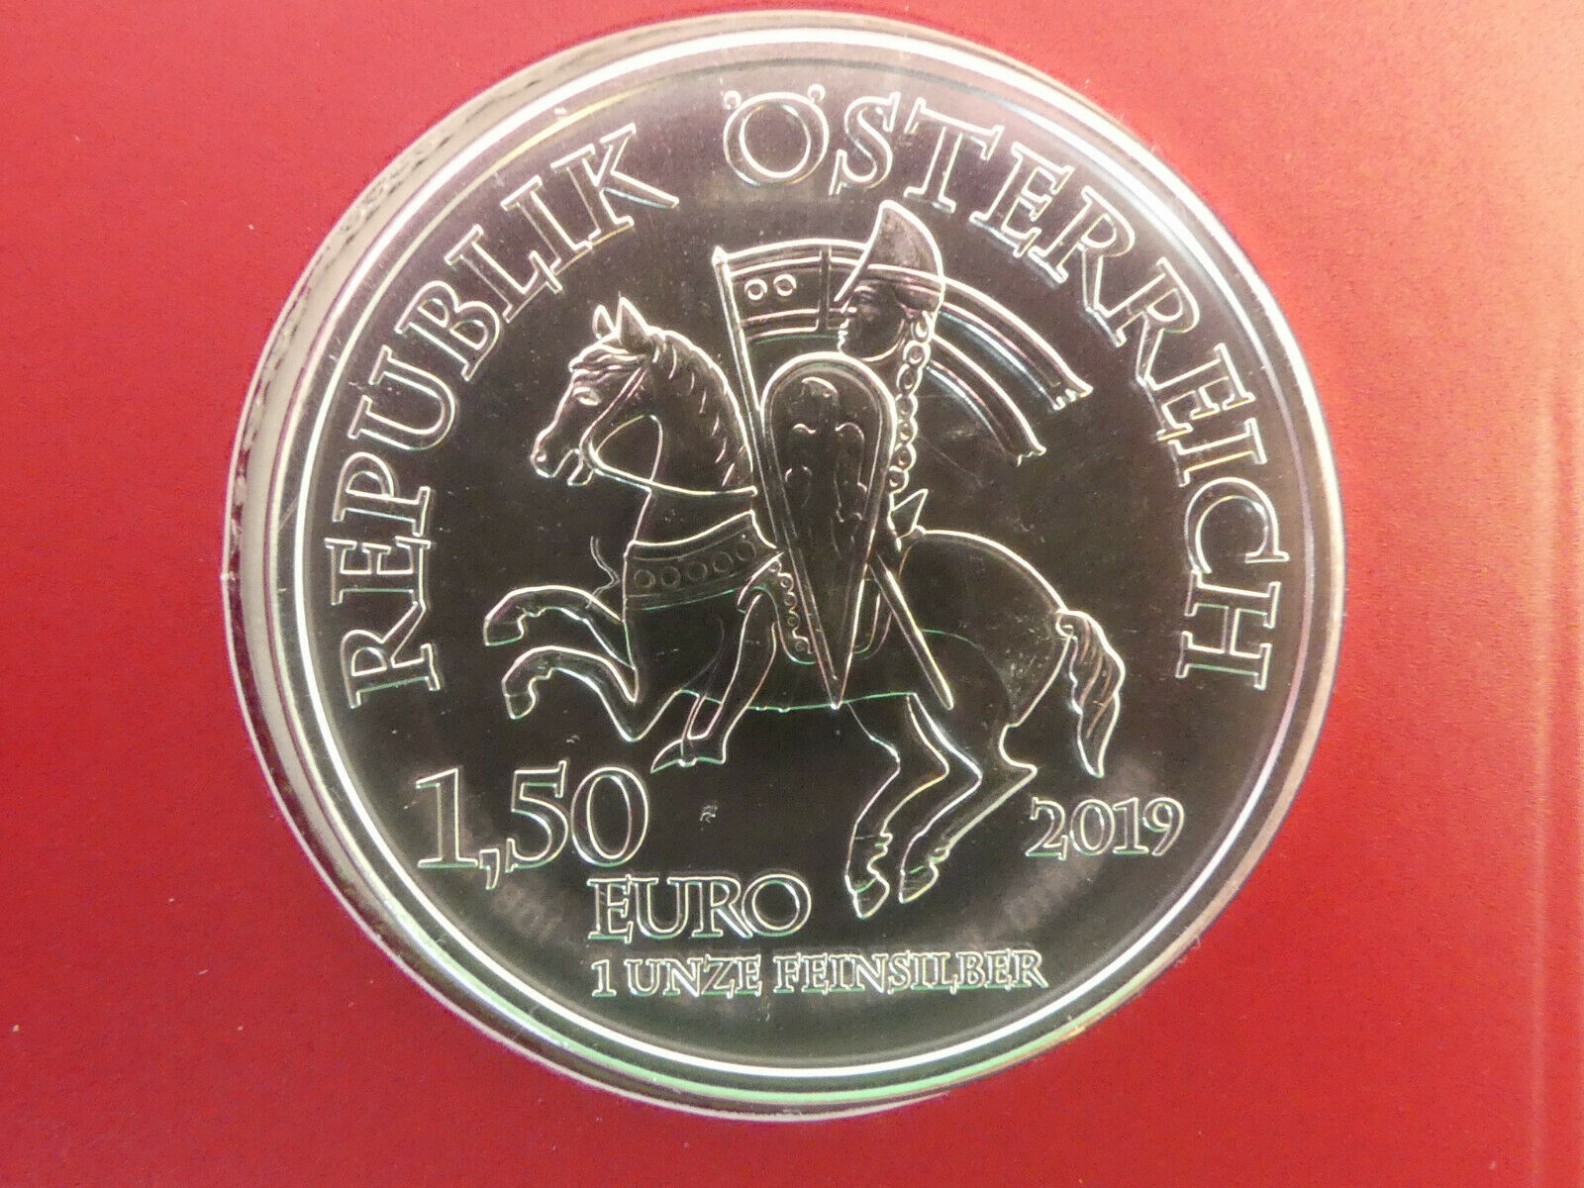 REPUBLIK ÖSTERREICH
1,50
EURO
2019
1 UNZE FEINSILBER